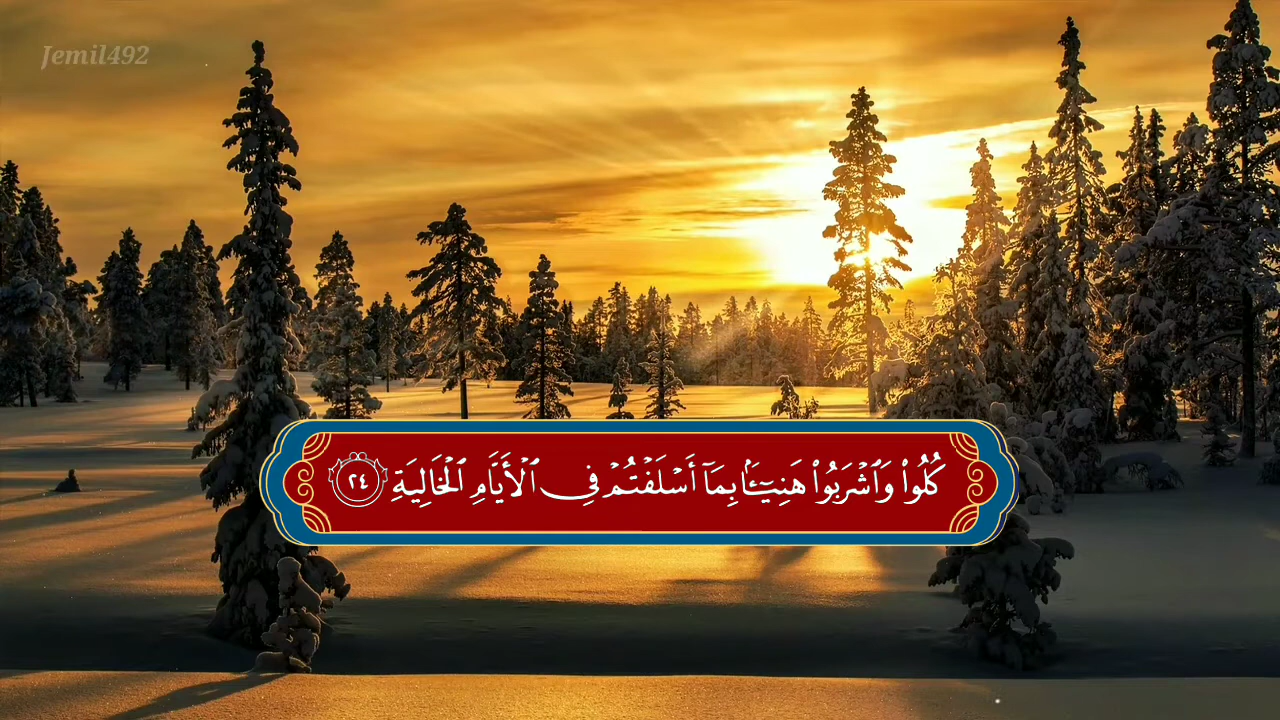 Jemil492
كُلُوا۟ وَٱشْرَبُوا۟ هَنِيٓـًٔۢا بِمَآ أَسْلَفْتُمْ فِى ٱلْأَيَّامِ ٱلْخَالِيَةِ ٢٤